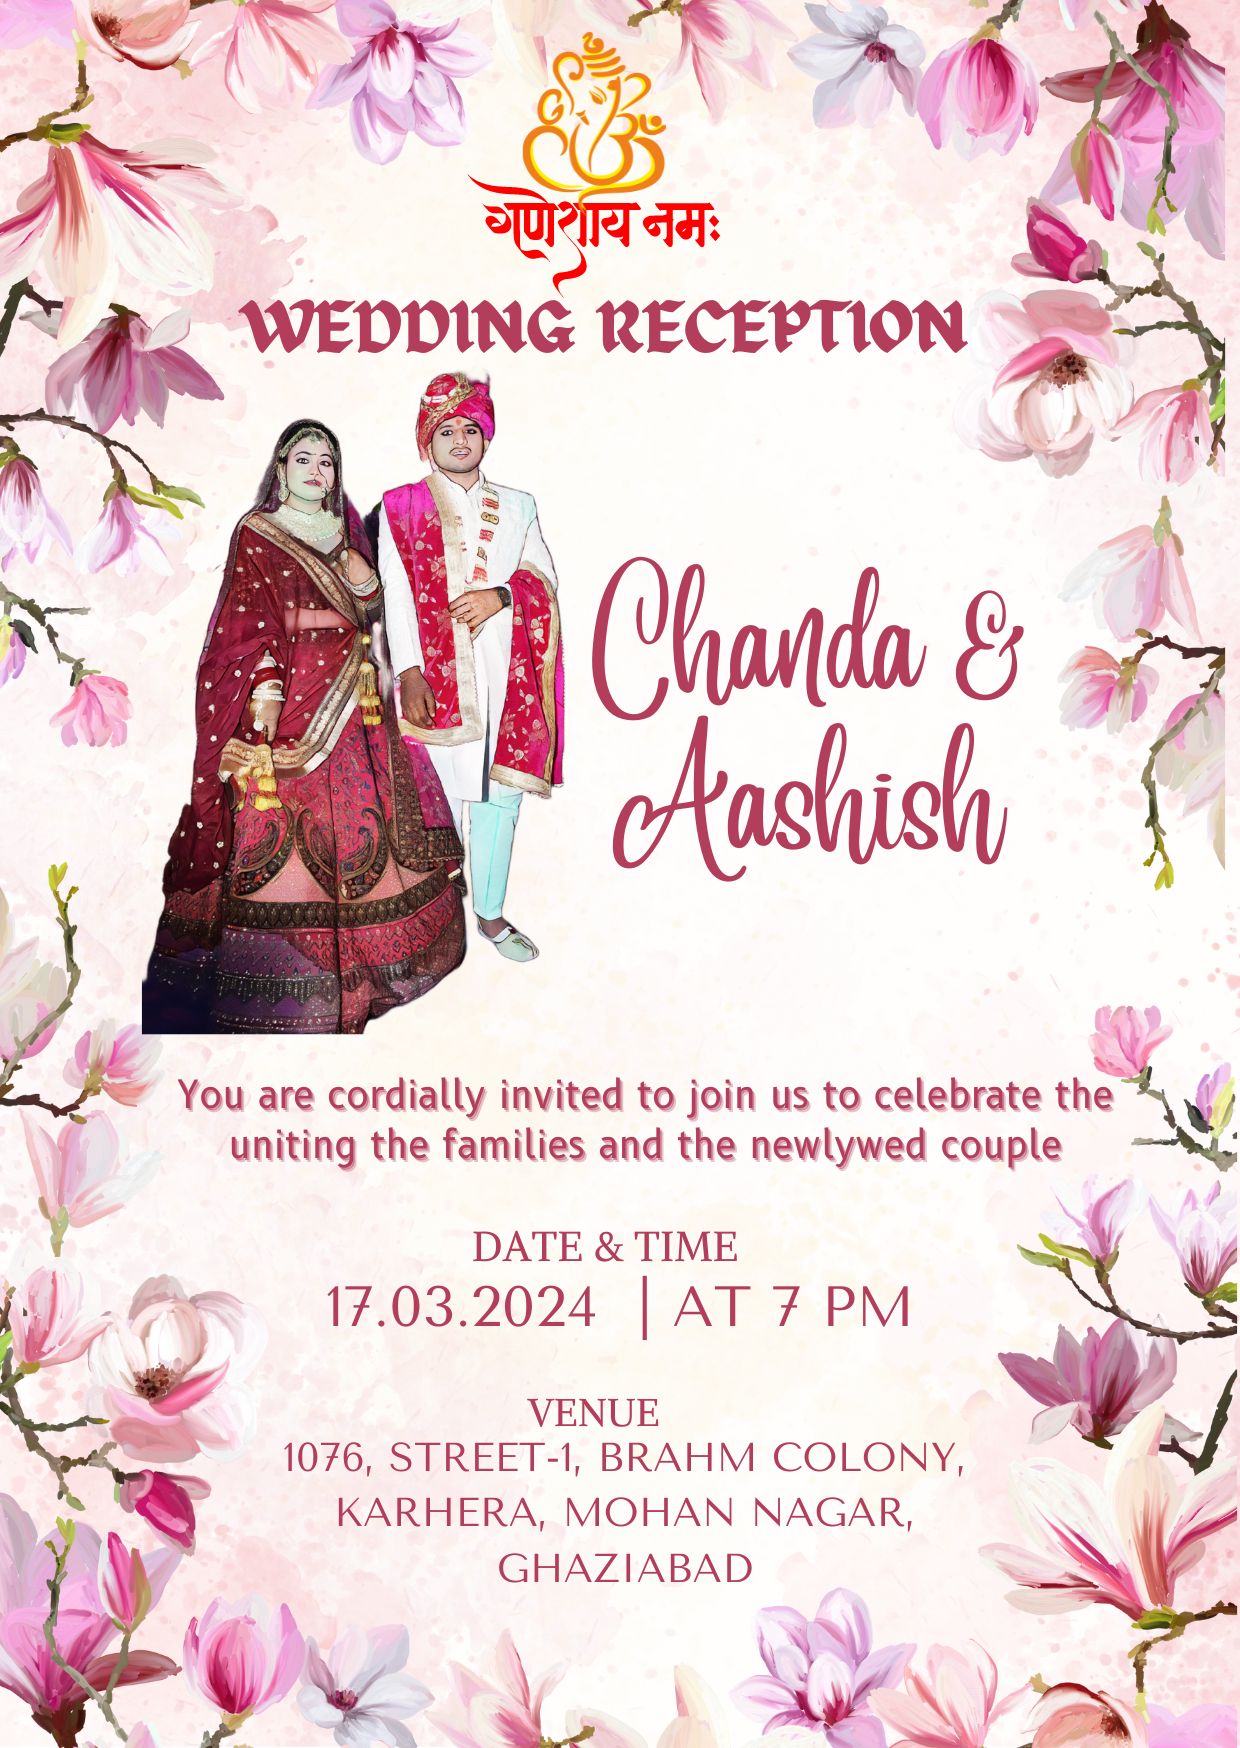 गणेशाय नमः
WEDDING RECEPTION
Chanda &
Aashish
You are cordially invited to join us to celebrate the
uniting the families and the newlywed couple
DATE & TIME
17.03.2024 | AT 7 PM
VENUE
1076, STREET-1, BRAHM COLONY,
KARHERA, MOHAN NAGAR,
GHAZIABAD